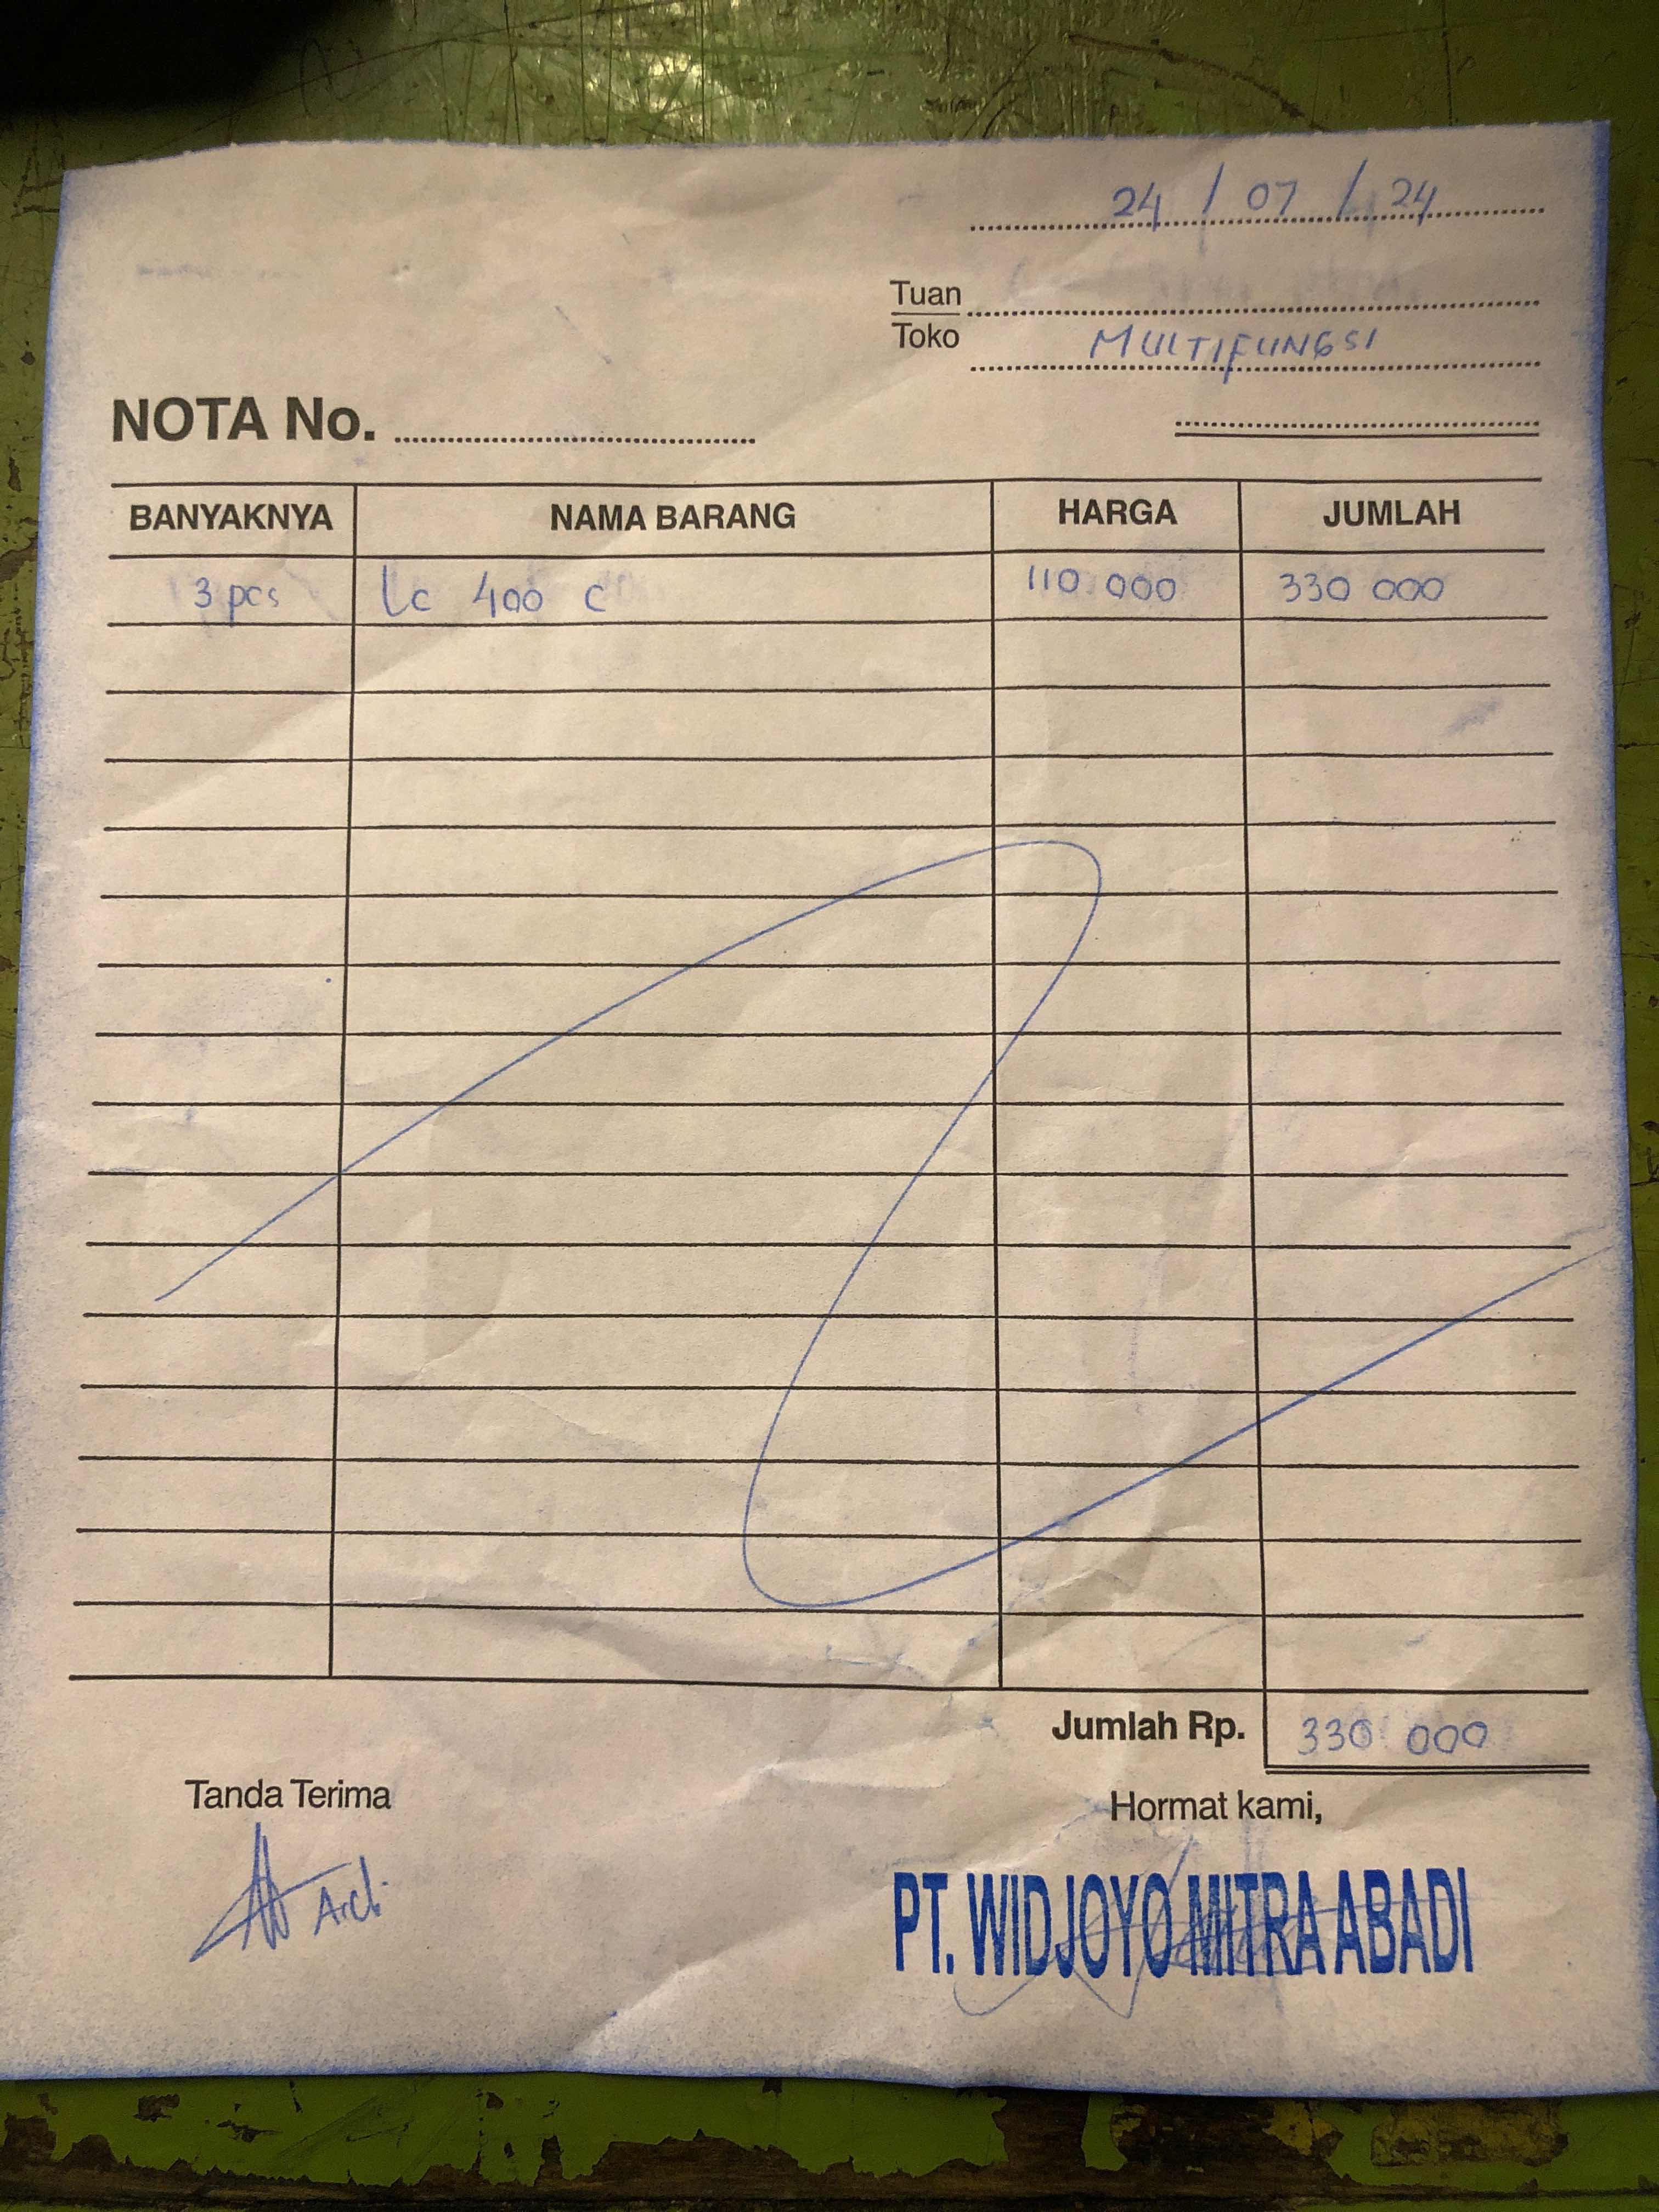 24 / 07 / 24
Tuan
Toko MULTIFUNGSI
NOTA No.
BANYAKNYA NAMA BARANG HARGA JUMLAH
3 pcs Lc 400 C 110.000 330 000
Jumlah Rp. 330 000
Tanda Terima Hormat kami,
Ardi PT. WIDJOYO MITRA ABADI